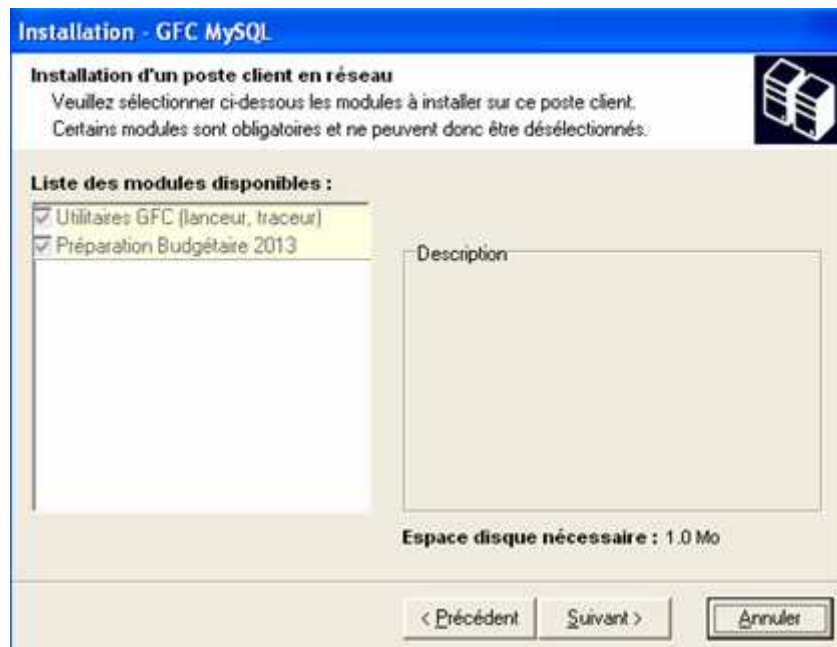 Installation - GFC MySQL
Installation d'un poste client en réseau
Veuillez sélectionner ci-dessous les modules à installer sur ce poste client.
Certains modules sont obligatoires et ne peuvent donc être désélectionnés.
Liste des modules disponibles :
Utilitaires GFC (lanceur, traceur)
Préparation Budgétaire 2013
Description
Espace disque nécessaire : 1.0 Mo
< Précédent
Suivant >
Annuler